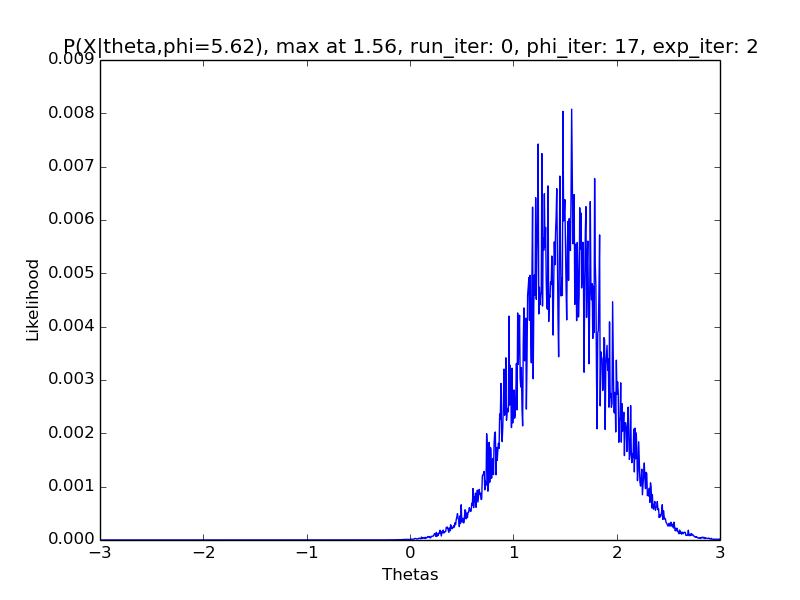 P(X|theta,phi=5.62), max at 1.56, run_iter: 0, phi_iter: 17, exp_iter: 2
0.009
0.008
0.007
0.006
0.005
0.004
0.003
0.002
0.001
0.000
Likelihood
−3 −2 −1 0 1 2 3
Thetas